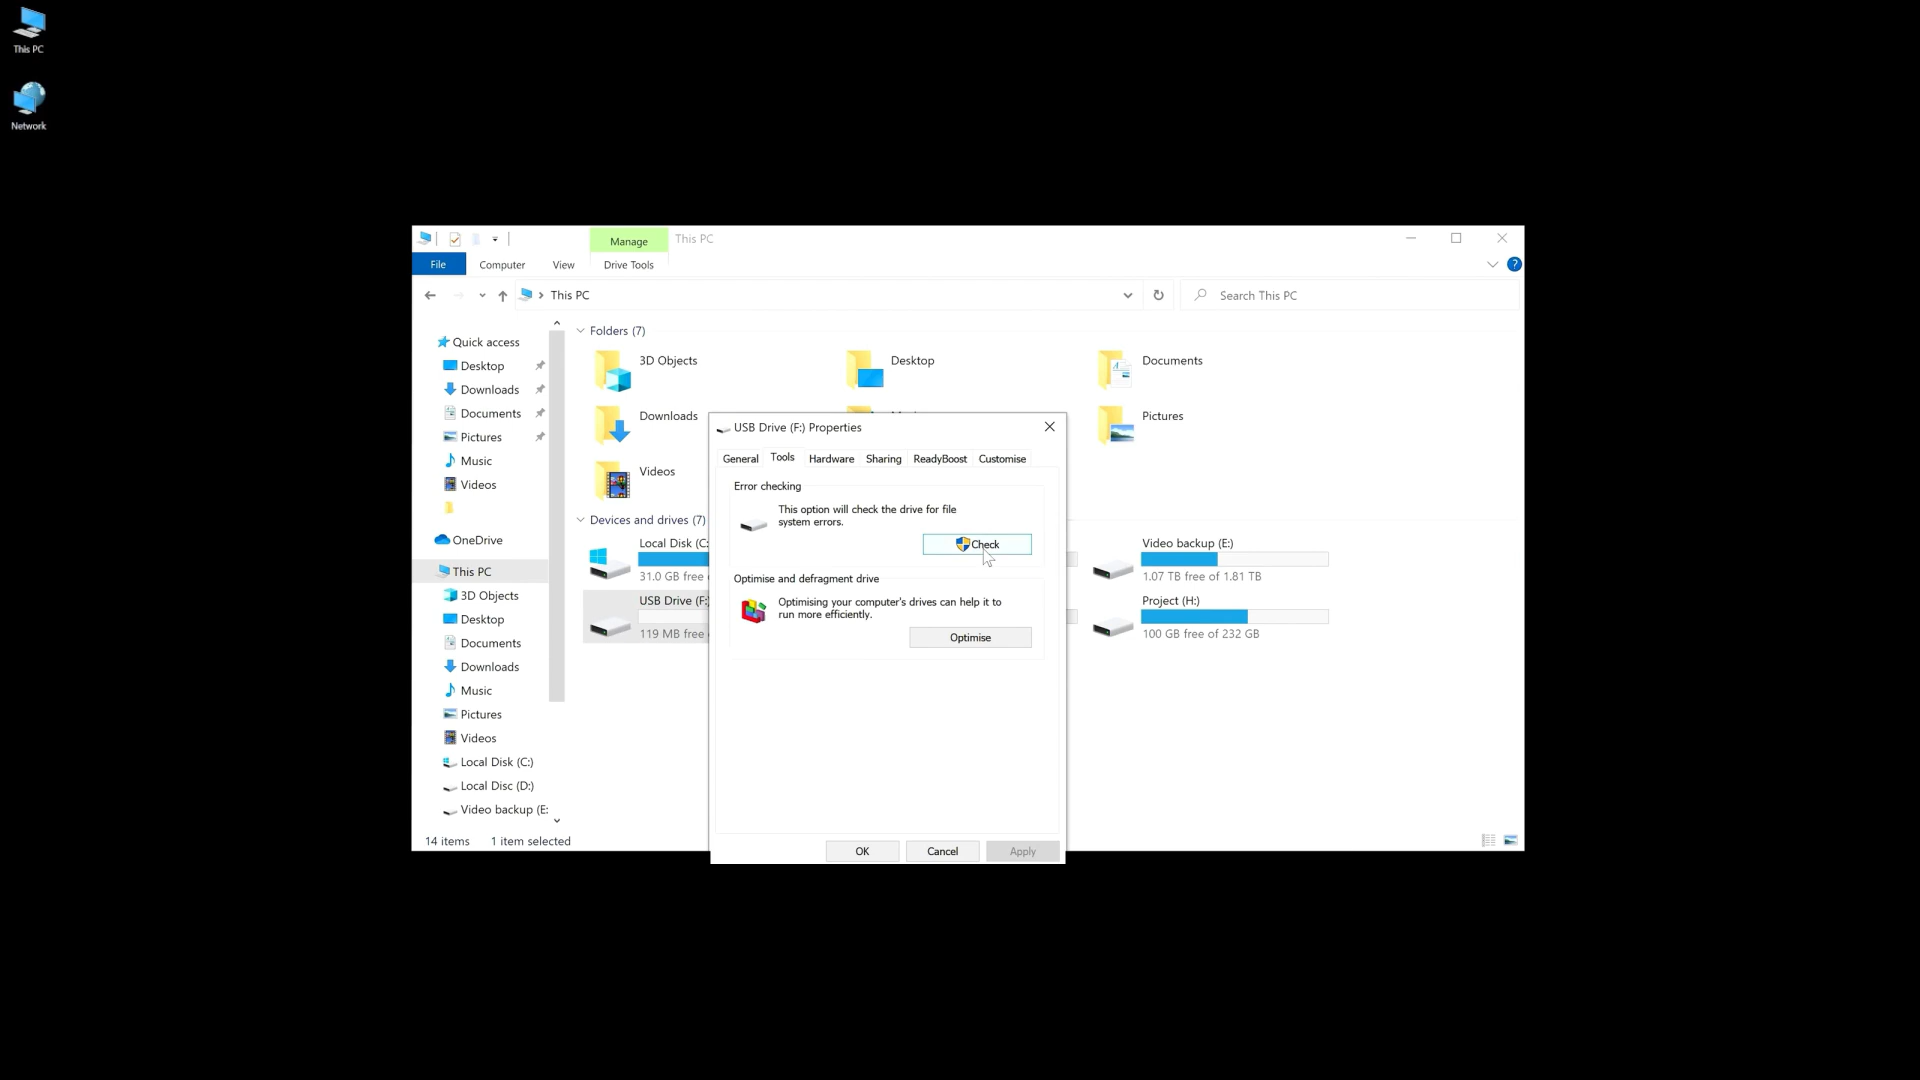 This PC
Network
Manage
This PC
File
Computer
View
Drive Tools
?
This PC
Search This PC
Quick access
Desktop
Downloads
Documents
Pictures
Music
Videos
OneDrive
This PC
3D Objects
Desktop
Documents
Downloads
Music
Pictures
Videos
Local Disk (C:)
Local Disc (D:)
Video backup (E:
14 items
1 item selected
Folders (7)
3D Objects
Desktop
Documents
Downloads
Pictures
Videos
Devices and drives (7)
Local Disk (C:
31.0 GB free
Video backup (E:)
1.07 TB free of 1.81 TB
USB Drive (F:
119 MB free
Project (H:)
100 GB free of 232 GB
USB Drive (F:) Properties
General
Tools
Hardware
Sharing
ReadyBoost
Customise
Error checking
This option will check the drive for file
system errors.
Check
Optimise and defragment drive
Optimising your computer's drives can help it to
run more efficiently.
Optimise
OK
Cancel
Apply